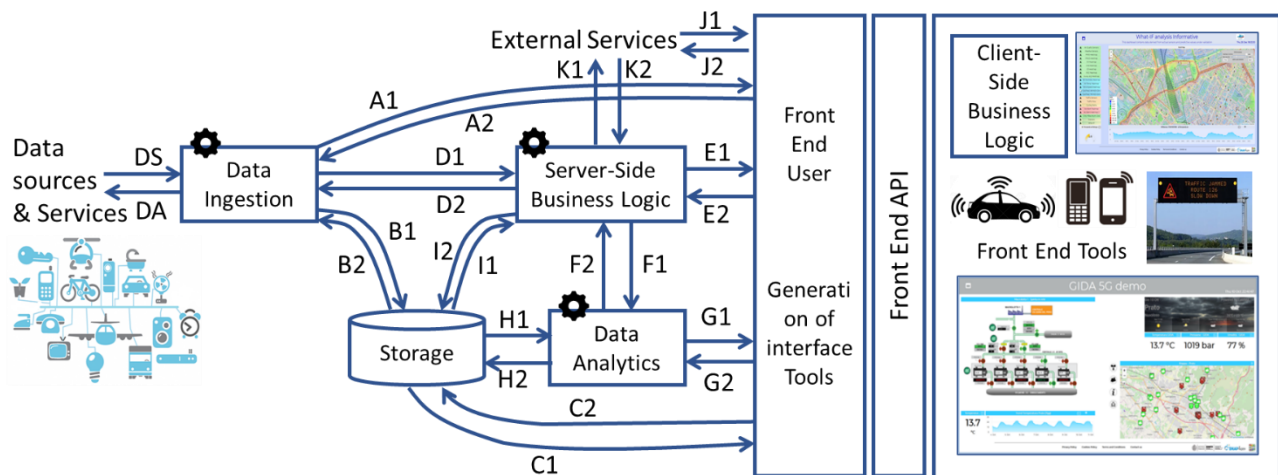 External Services
J1
J2
K1
K2
A1
A2
Data
sources
& Services
DS
DA
Data
Ingestion
D1
D2
Server-Side
Business Logic
E1
E2
B1
B2
I2
I1
F2
F1
Storage
H1
H2
Data
Analytics
G1
G2
C2
C1
Front
End
User
Generati
on of
interface
Tools
Front End API
Client-
Side
Business
Logic
What-IF analysis Informative
TRAFFIC JAMMED
ROUTE 126
SLOW DOWN
Front End Tools
GIDA 5G demo
13.7 °C
1019 bar
77 %
13.7
°C